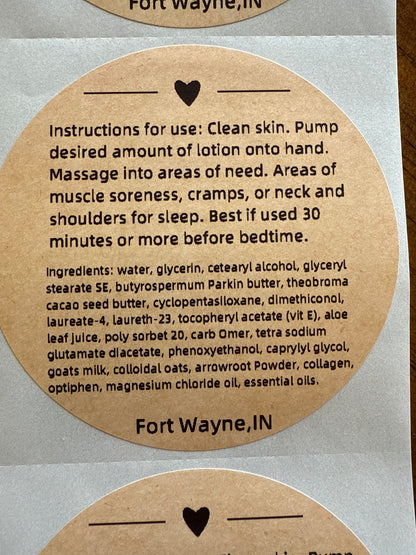 Fort Wayne,IN
Instructions for use: Clean skin. Pump
desired amount of lotion onto hand.
Massage into areas of need. Areas of
muscle soreness, cramps, or neck and
shoulders for sleep. Best if used 30
minutes or more before bedtime.
Ingredients: water, glycerin, cetearyl alcohol, glyceryl
stearate SE, butyrospermum Parkin butter, theobroma
cacao seed butter, cyclopentasiloxane, dimethiconol,
laureate-4, laureth-23, tocopheryl acetate (vit E), aloe
leaf juice, poly sorbet 20, carb Omer, tetra sodium
glutamate diacetate, phenoxyethanol, caprylyl glycol,
goats milk, colloidal oats, arrowroot Powder, collagen,
optiphen, magnesium chloride oil, essential oils.
Fort Wayne,IN